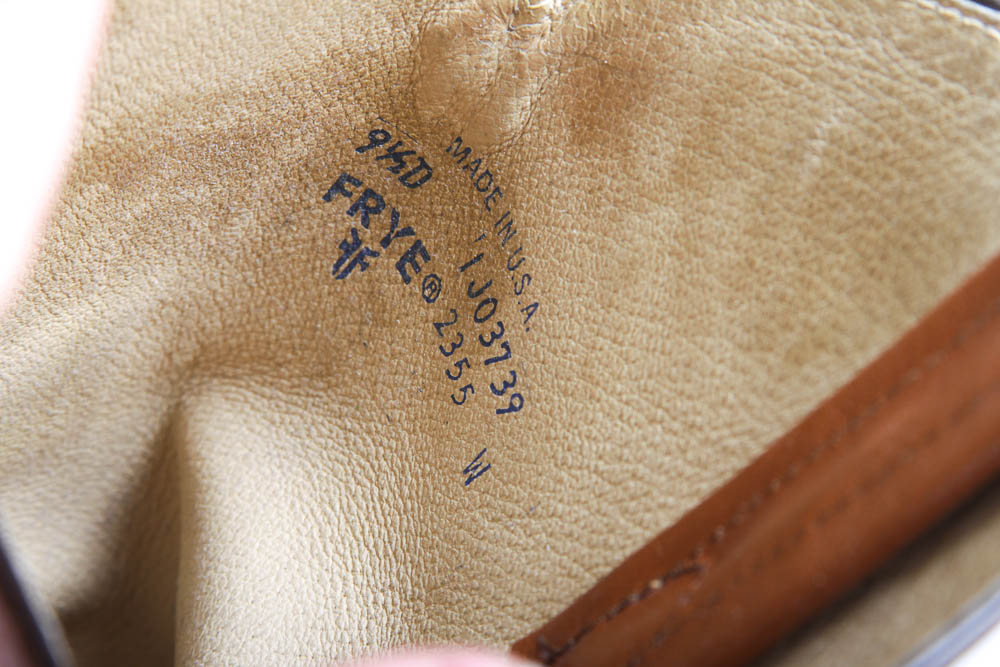 9½D MADE IN U.S.A.
FRYE® 1J03739
2355
W